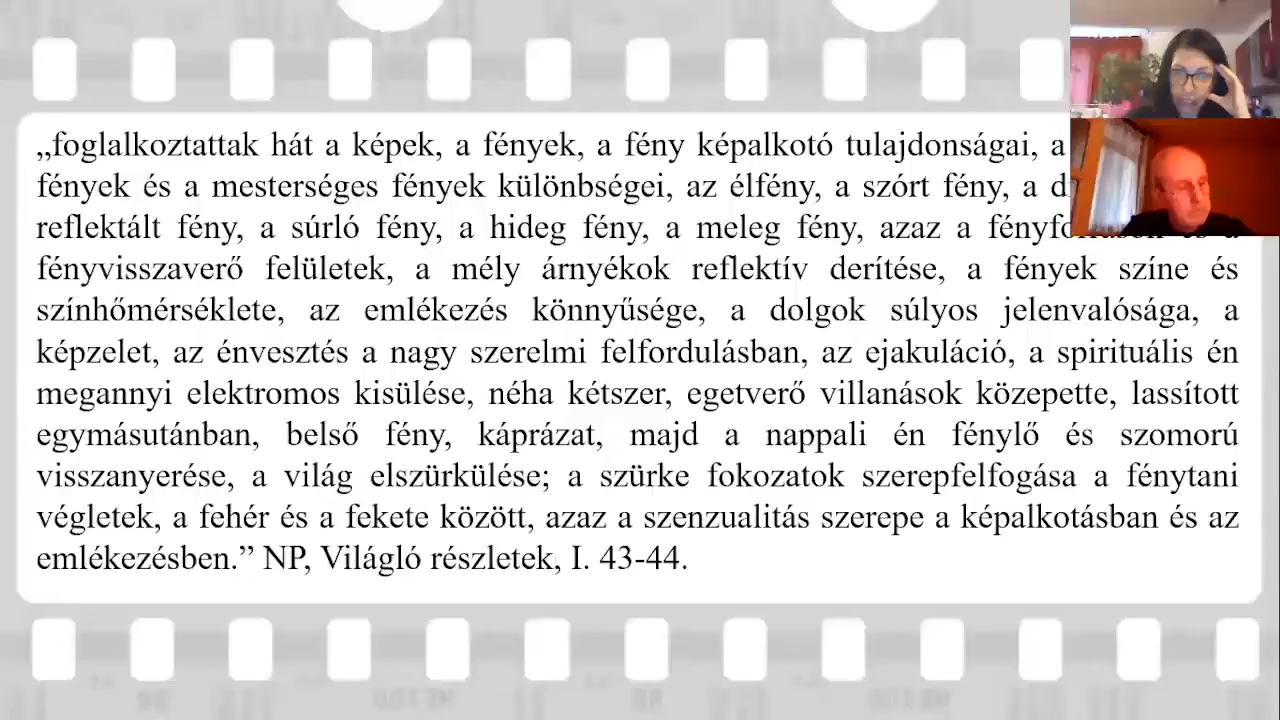 „foglalkoztattak hát a képek, a fények, a fény képalkotó tulajdonságai, a
fények és a mesterséges fények különbségei, az élfény, a szórt fény, a
reflektált fény, a súrló fény, a hideg fény, a meleg fény, azaz a
fényvisszaverő felületek, a mély árnyékok reflektív derítése, a fények színe és
színhőmérséklete, az emlékezés könnyűsége, a dolgok súlyos jelenvalósága, a
képzelet, az énvesztés a nagy szerelmi felfordulásban, az ejakuláció, a spirituális én
megannyi elektromos kisülése, néha kétszer, egetverő villanások közepette, lassított
egymásutánban, belső fény, káprázat, majd a nappali én fénylő és szomorú
visszanyerése, a világ elszürkülése; a szürke fokozatok szerepfelfogása a fénytani
végletek, a fehér és a fekete között, azaz a szenzualitás szerepe a képalkotásban és az
emlékezésben.” NP, Világló részletek, I. 43-44.